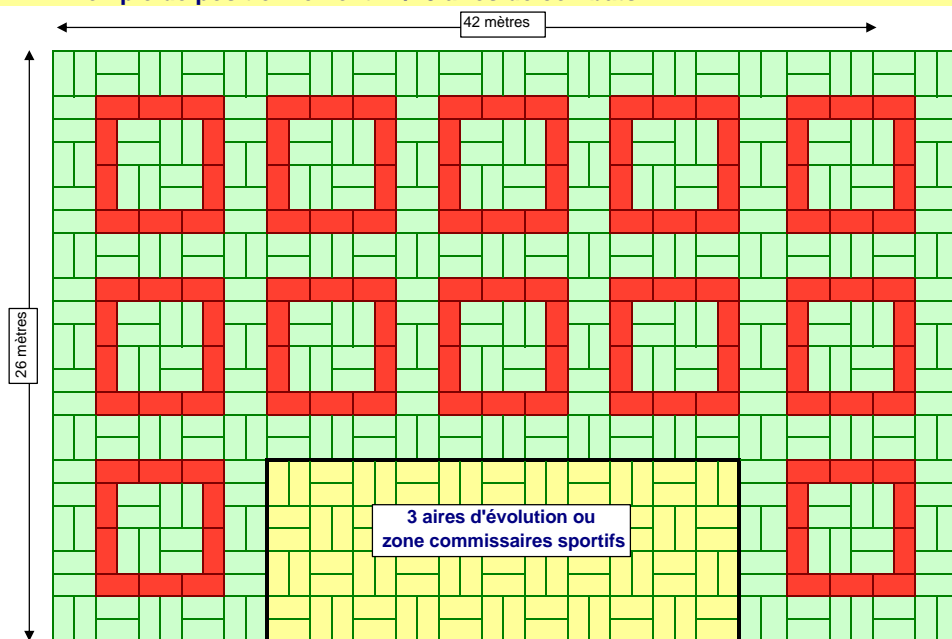 42 mètres
26 mètres
3 aires d'évolution ou
zone commissaires sportifs